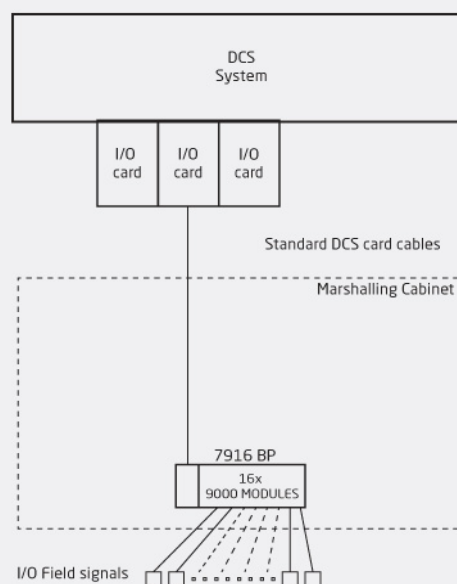 DCS
System
I/O
card
I/O
card
I/O
card
Standard DCS card cables
Marshalling Cabinet
7916 BP
16x
9000 MODULES
I/O Field signals